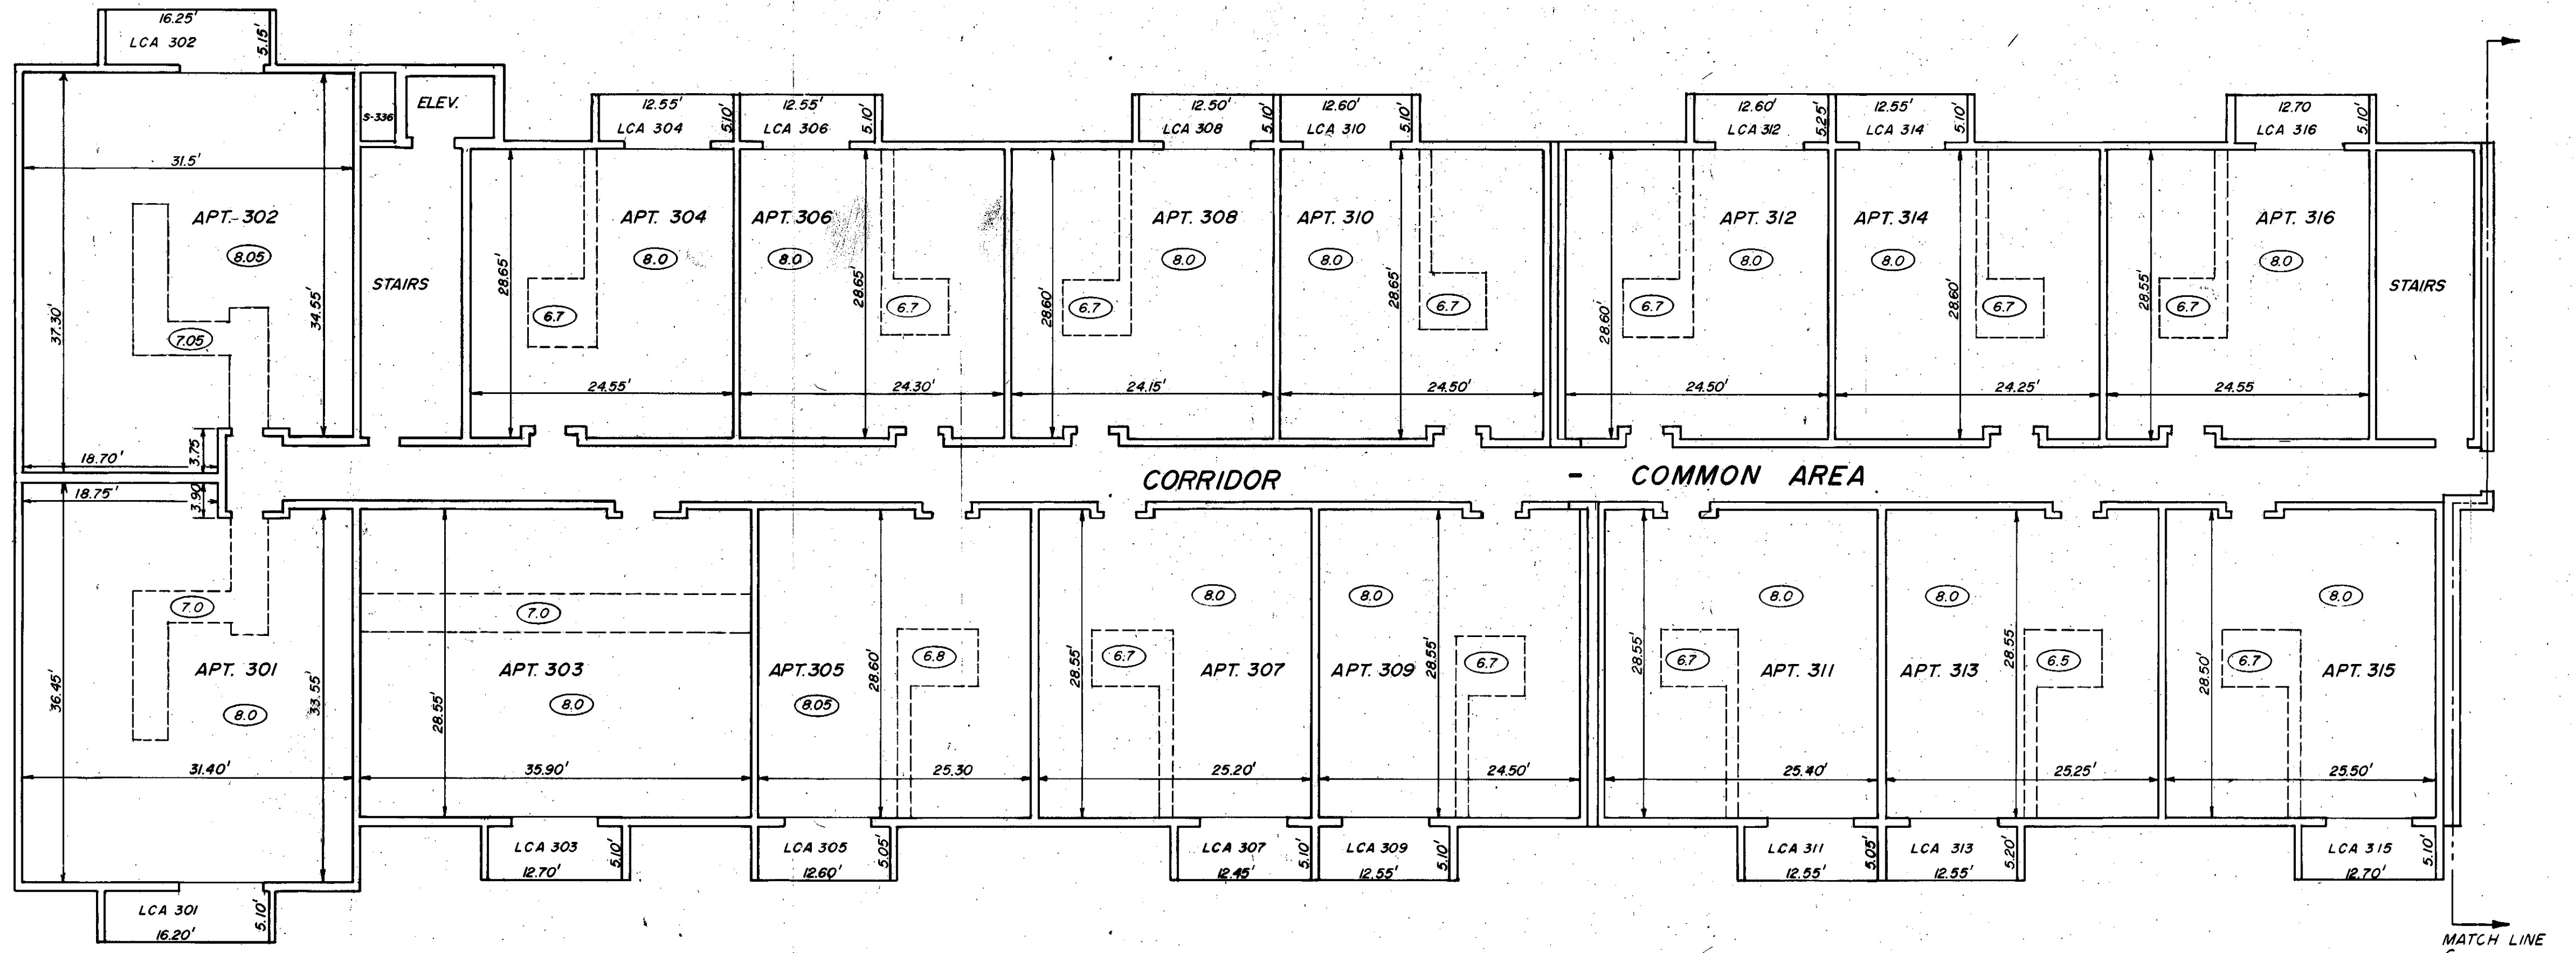 16.25'
LCA 302
5.15'
S-336
ELEV.
12.55'
LCA 304
5.10'
12.55'
LCA 306
5.10'
12.50'
LCA 308
5.10'
12.60'
LCA 310
5.10'
12.60'
LCA 312
5.25'
12.55'
LCA 314
5.10'
12.70
LCA 316
5.10'
31.5'
APT.-302
8.05
7.05
37.30'
34.55'
18.70'
3.75
STAIRS
28.65'
APT. 304
8.0
6.7
24.55'
APT. 306
8.0
28.65'
6.7
24.30'
28.60'
APT. 308
8.0
6.7
24.15'
APT. 310
8.0
28.65'
6.7
24.50'
28.60'
APT. 312
8.0
6.7
24.50'
APT. 314
8.0
28.60'
6.7
24.25'
28.55'
APT. 316
8.0
6.7
24.55
STAIRS
CORRIDOR - COMMON AREA
18.75'
3.90
7.0
APT. 301
8.0
36.45'
33.55'
31.40'
7.0
APT. 303
8.0
28.55'
35.90'
APT.305
8.05
28.60'
6.8
25.30
28.55'
8.0
6.7
APT. 307
25.20'
8.0
APT. 309
28.55'
6.7
24.50'
28.55'
8.0
6.7
APT. 311
25.40'
8.0
APT. 313
28.55
6.5
25.25'
28.50'
8.0
6.7
APT. 315
25.50'
LCA 301
5.10'
16.20'
LCA 303
5.10'
12.70'
LCA 305
5.05'
12.60'
LCA 307
5.10'
12.45'
LCA 309
5.10'
12.55'
LCA 311
5.05'
12.55'
LCA 313
5.20'
12.55'
LCA 315
5.10'
12.70'
MATCH LINE